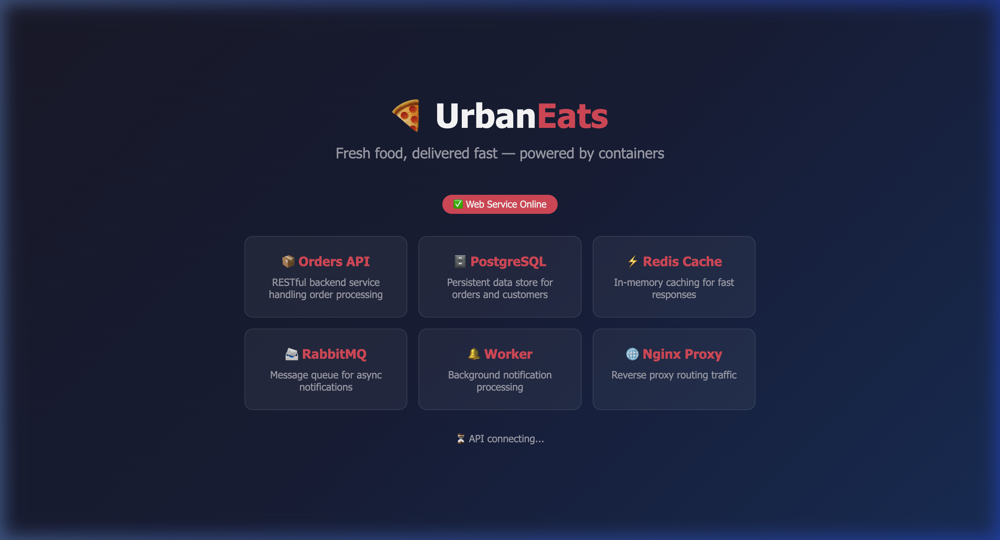 🍕 UrbanEats
Fresh food, delivered fast — powered by containers
✅ Web Service Online
📦 Orders API
RESTful backend service
handling order processing
🗄️ PostgreSQL
Persistent data store for
orders and customers
⚡ Redis Cache
In-memory caching for fast
responses
📨 RabbitMQ
Message queue for async
notifications
🔔 Worker
Background notification
processing
🌐 Nginx Proxy
Reverse proxy routing traffic
⏳ API connecting...